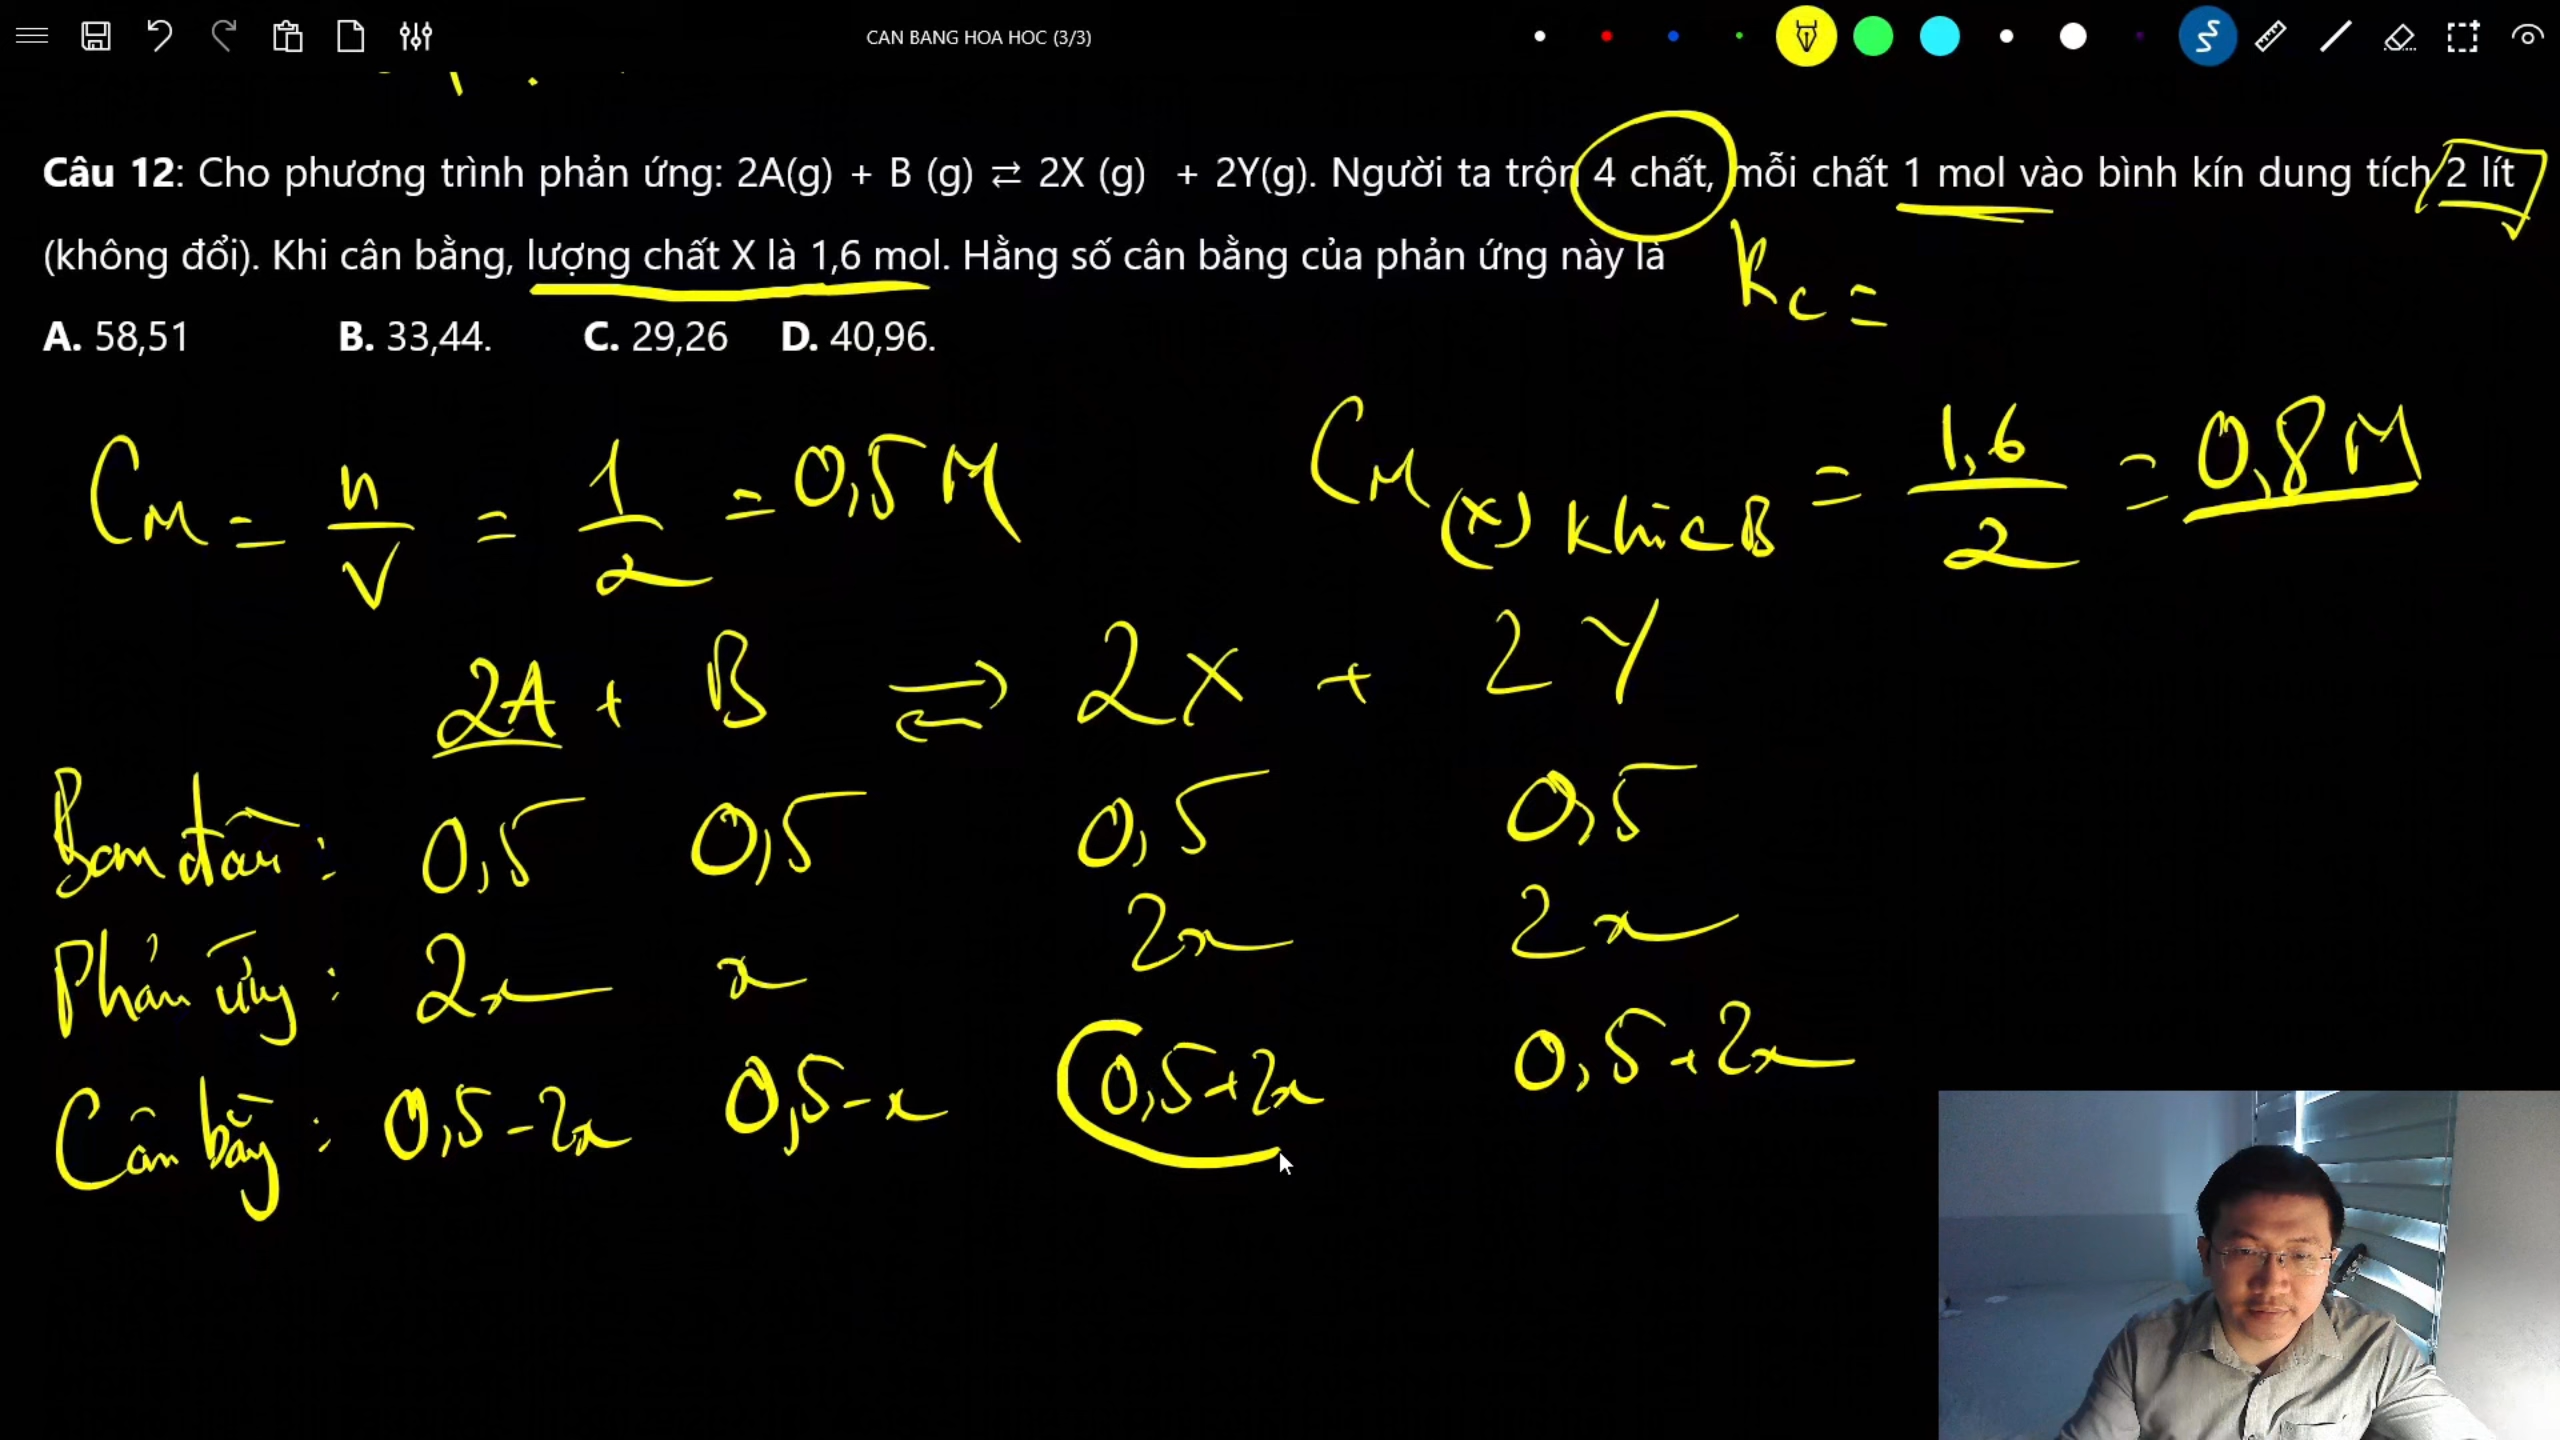 CAN BANG HOA HOC (3/3)
Câu 12: Cho phương trình phản ứng: 2A(g) + B (g) ⇄ 2X (g) + 2Y(g). Người ta trộn 4 chất, mỗi chất 1 mol vào bình kín dung tích 2 lít
(không đổi). Khi cân bằng, lượng chất X là 1,6 mol. Hằng số cân bằng của phản ứng này là
Kc =
A. 58,51 B. 33,44. C. 29,26 D. 40,96.
CM = n/V = 1/2 = 0,5 M
CM (X) khi CB = 1,6/2 = 0,8 M
2A + B ⇄ 2X + 2Y
Ban đầu: 0,5 0,5 0,5 0,5
Phản ứng: 2x x 2x 2x
Cân bằng: 0,5-2x 0,5-x 0,5+2x 0,5+2x